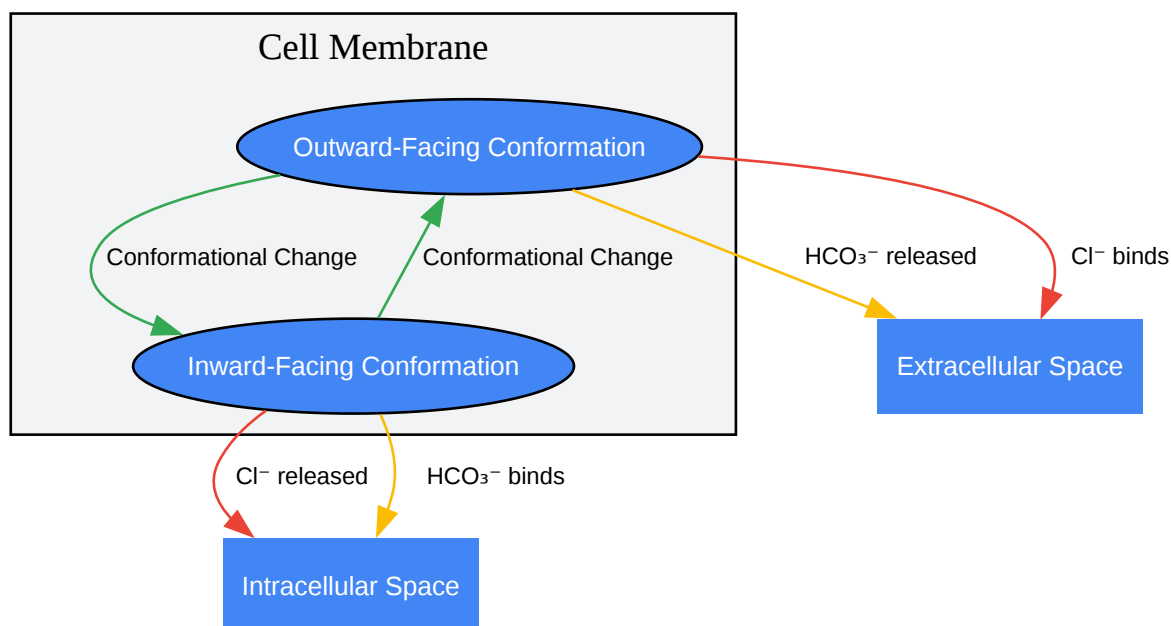 Cell Membrane
Outward-Facing Conformation
Conformational Change
Conformational Change
HCO₃⁻ released
Cl⁻ binds
Inward-Facing Conformation
Extracellular Space
Cl⁻ released
HCO₃⁻ binds
Intracellular Space